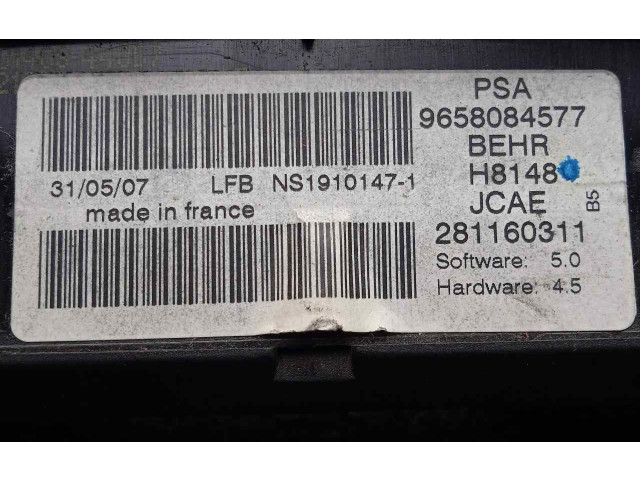 PSA
9658084577
BEHR
H8148
31/05/07 LFB NS1910147-1
made in france
JCAE
B5
281160311
Software: 5.0
Hardware: 4.5